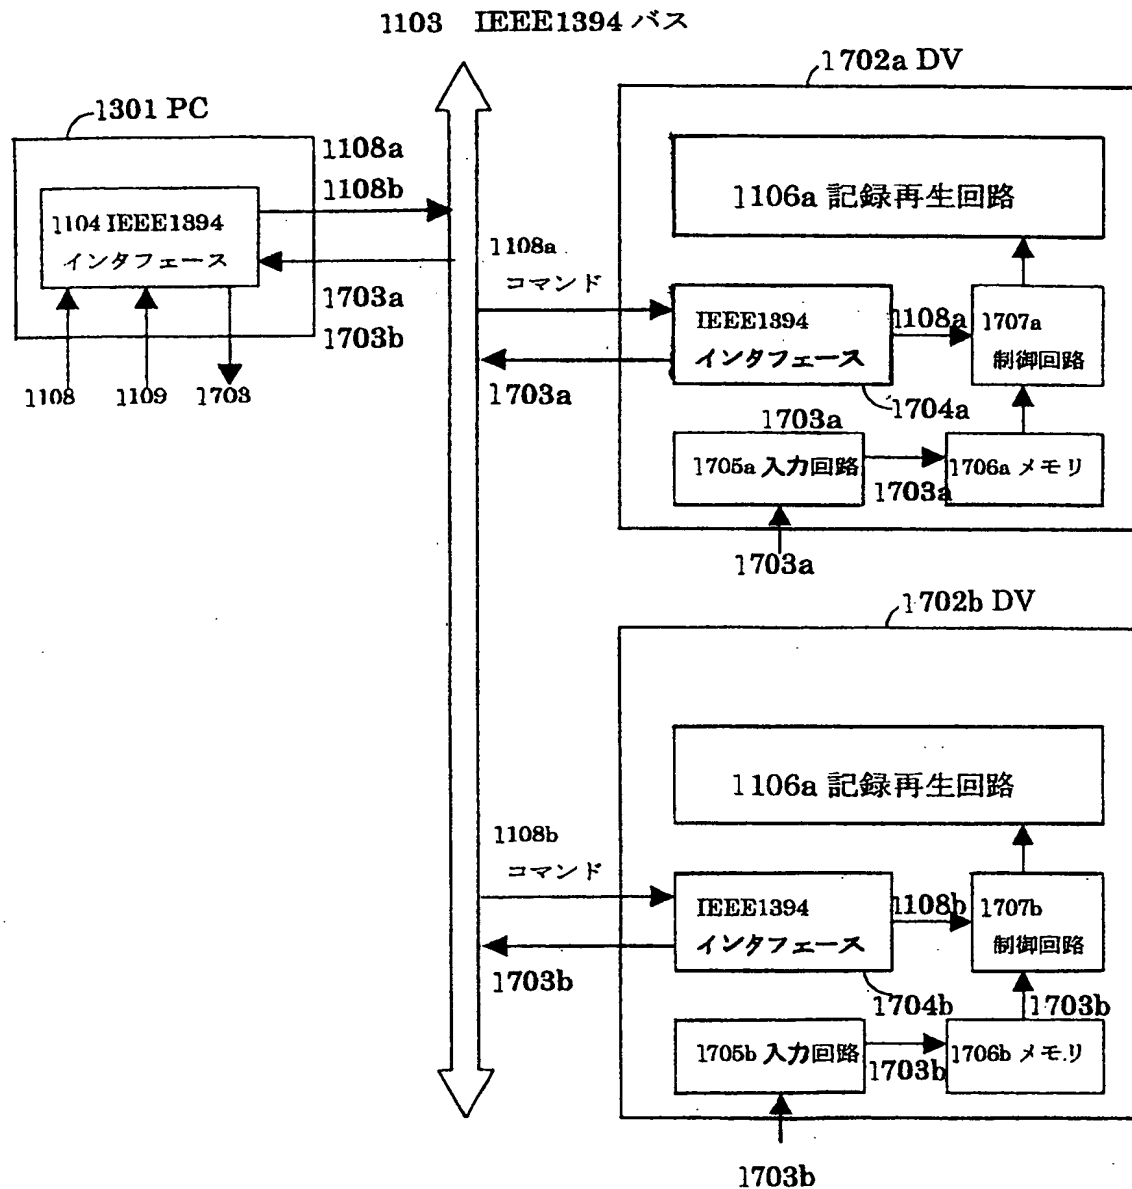 1103 IEEE1394 バス
1301 PC
1104 IEEE1394
インタフェース
1108a
1108b
1703a
1703b
1108
1109
1703
1702a DV
1106a 記録再生回路
1108a
コマンド
1703a
IEEE1394
インタフェース
1108a
1707a
制御回路
1704a
1703a
1705a 入力回路
1703a
1706a メモリ
1703a
1702b DV
1106a 記録再生回路
1108b
コマンド
1703b
IEEE1394
インタフェース
1108b
1707b
制御回路
1704b
1703b
1705b 入力回路
1703b
1706b メモリ
1703b